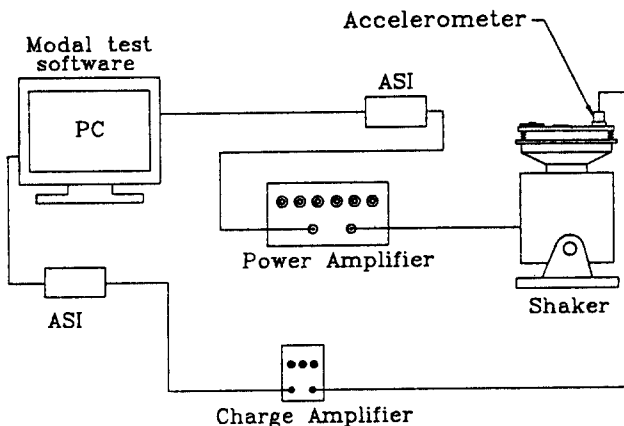 Accelerometer
Modal test
software
ASI
PC
Power Amplifier
Shaker
ASI
Charge Amplifier